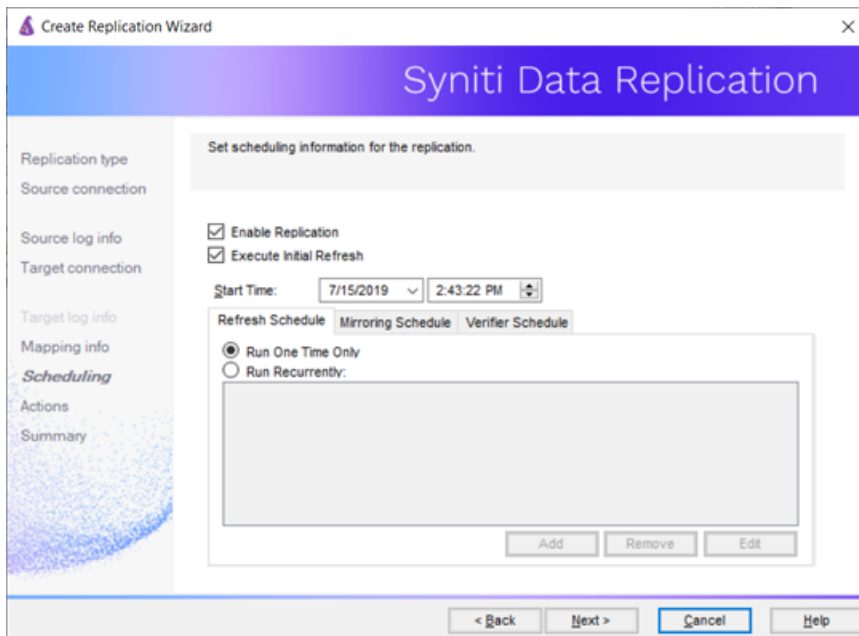 Create Replication Wizard
Syniti Data Replication
Replication type
Source connection
Source log info
Target connection
Target log info
Mapping info
Scheduling
Actions
Summary
Set scheduling information for the replication.
Enable Replication
Execute Initial Refresh
Start Time: 7/15/2019 2:43:22 PM
Refresh Schedule Mirroring Schedule Verifier Schedule
Run One Time Only
Run Recurrently:
Add Remove Edit
< Back Next > Cancel Help